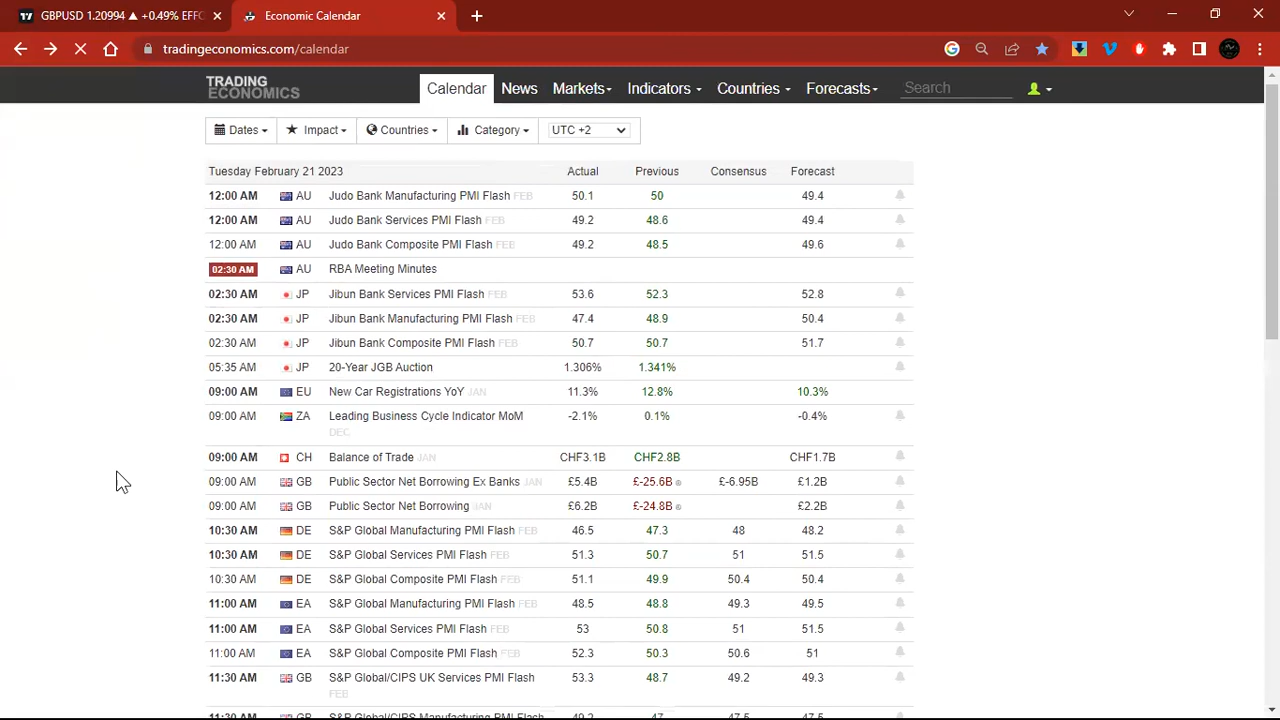 GBPUSD 1.20994 ▲ +0.49% EFFC
Economic Calendar
tradingeconomics.com/calendar
TRADING ECONOMICS Calendar News Markets Indicators Countries Forecasts Search
Dates Impact Countries Category UTC +2
Tuesday February 21 2023 Actual Previous Consensus Forecast
12:00 AM AU Judo Bank Manufacturing PMI Flash FEB 50.1 50 49.4
12:00 AM AU Judo Bank Services PMI Flash FEB 49.2 48.6 49.4
12:00 AM AU Judo Bank Composite PMI Flash FEB 49.2 48.5 49.6
02:30 AM AU RBA Meeting Minutes
02:30 AM JP Jibun Bank Services PMI Flash FEB 53.6 52.3 52.8
02:30 AM JP Jibun Bank Manufacturing PMI Flash FEB 47.4 48.9 50.4
02:30 AM JP Jibun Bank Composite PMI Flash FEB 50.7 50.7 51.7
05:35 AM JP 20-Year JGB Auction 1.306% 1.341%
09:00 AM EU New Car Registrations YoY JAN 11.3% 12.8% 10.3%
09:00 AM ZA Leading Business Cycle Indicator MoM -2.1% 0.1% -0.4%
DEC
09:00 AM CH Balance of Trade JAN CHF3.1B CHF2.8B CHF1.7B
09:00 AM GB Public Sector Net Borrowing Ex Banks JAN £5.4B £-25.6B £-6.95B £1.2B
09:00 AM GB Public Sector Net Borrowing JAN £6.2B £-24.8B £2.2B
10:30 AM DE S&P Global Manufacturing PMI Flash FEB 46.5 47.3 48 48.2
10:30 AM DE S&P Global Services PMI Flash FEB 51.3 50.7 51 51.5
10:30 AM DE S&P Global Composite PMI Flash FEB 51.1 49.9 50.4 50.4
11:00 AM EA S&P Global Manufacturing PMI Flash FEB 48.5 48.8 49.3 49.5
11:00 AM EA S&P Global Services PMI Flash FEB 53 50.8 51 51.5
11:00 AM EA S&P Global Composite PMI Flash FEB 52.3 50.3 50.6 51
11:30 AM GB S&P Global/CIPS UK Services PMI Flash 53.3 48.7 49.2 49.3
FEB
11:30 AM GB S&P Global/CIPS Manufacturing PMI 49.2 47 47.5 47.5